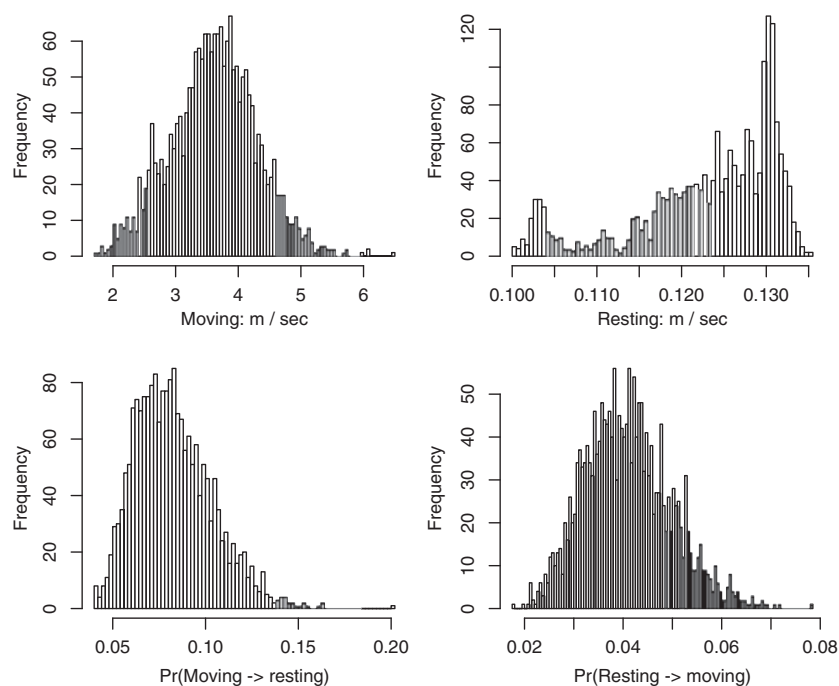 Frequency
0 10 20 30 40 50 60
2 3 4 5 6
Moving: m / sec
Frequency
0 20 40 60 80 120
0.100 0.110 0.120 0.130
Resting: m / sec
Frequency
0 20 40 60 80
0.05 0.10 0.15 0.20
Pr(Moving -> resting)
Frequency
0 10 20 30 40 50
0.02 0.04 0.06 0.08
Pr(Resting -> moving)